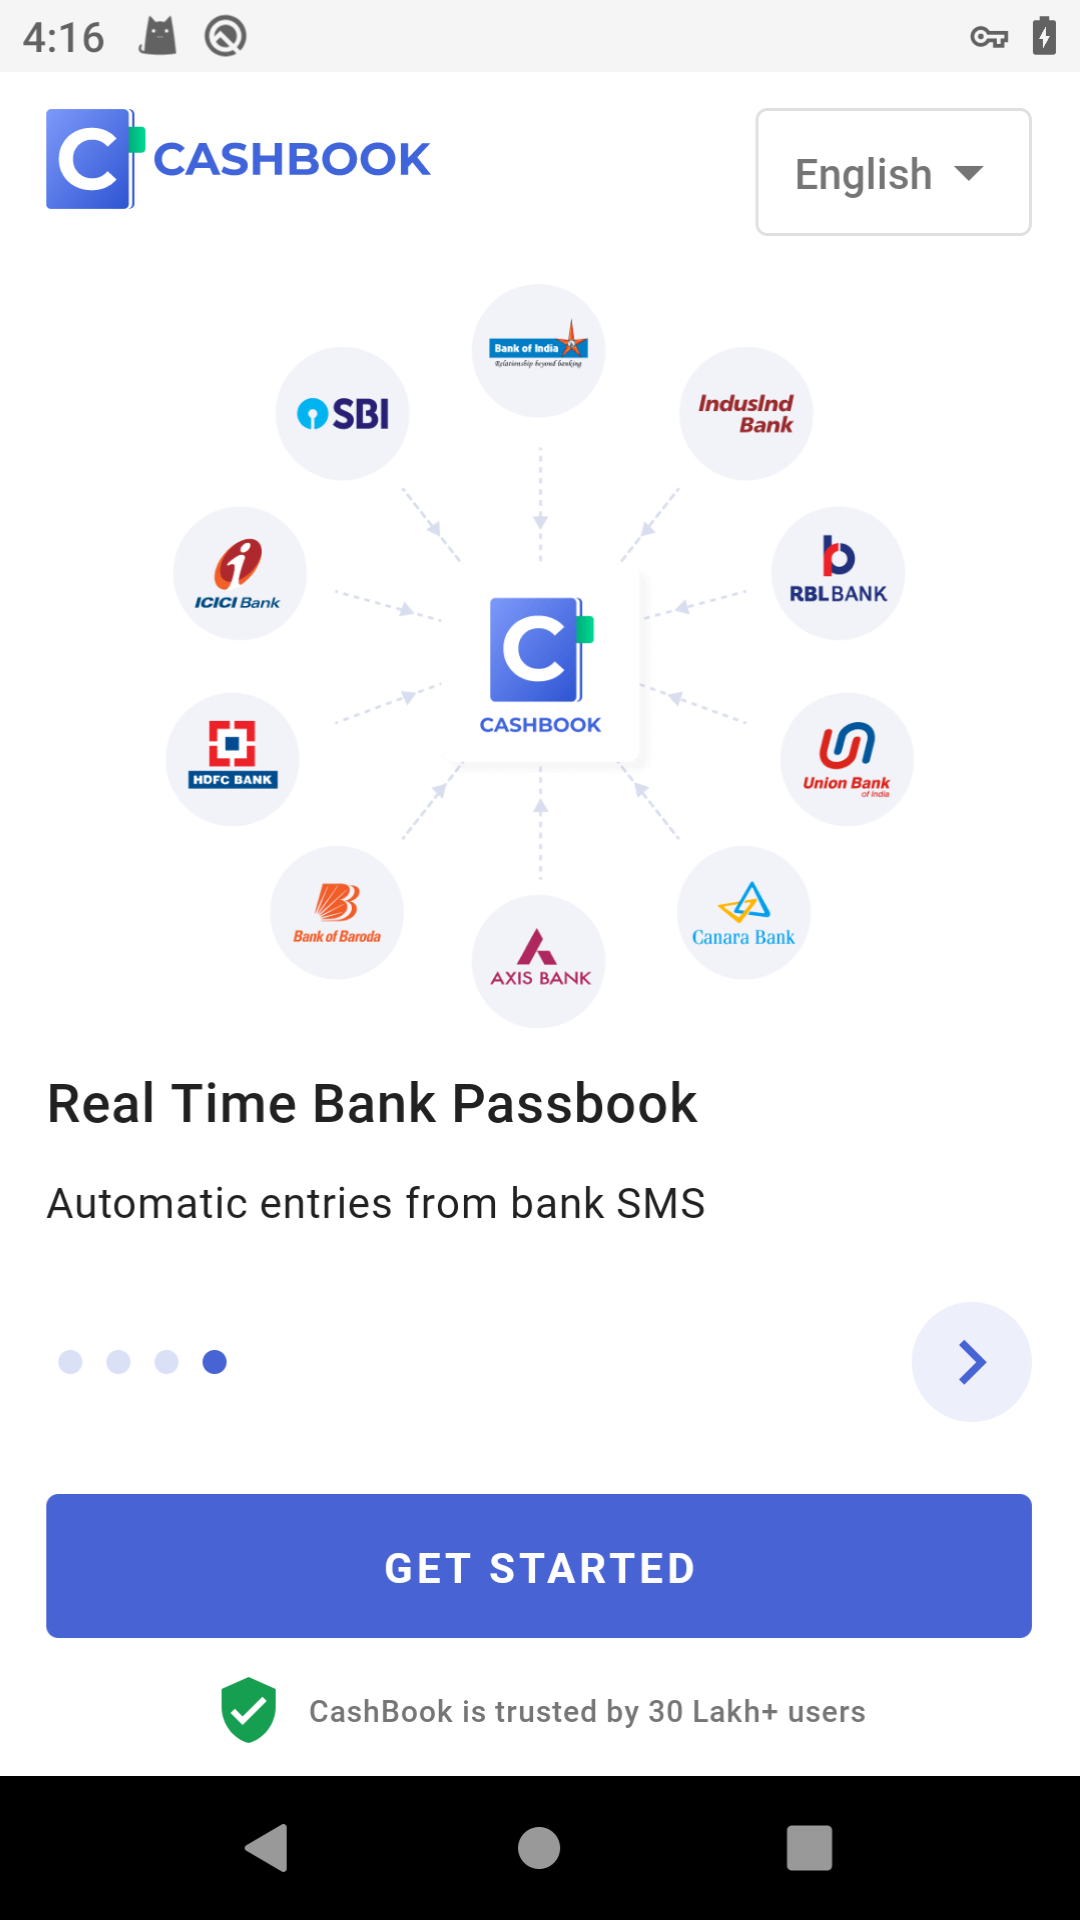 4:16
CASHBOOK
English
Bank of India
Relationship beyond banking
SBI
IndusInd
Bank
ICICI Bank
RBL BANK
CASHBOOK
HDFC BANK
Union Bank
of India
Bank of Baroda
AXIS BANK
Canara Bank
Real Time Bank Passbook
Automatic entries from bank SMS
GET STARTED
CashBook is trusted by 30 Lakh+ users